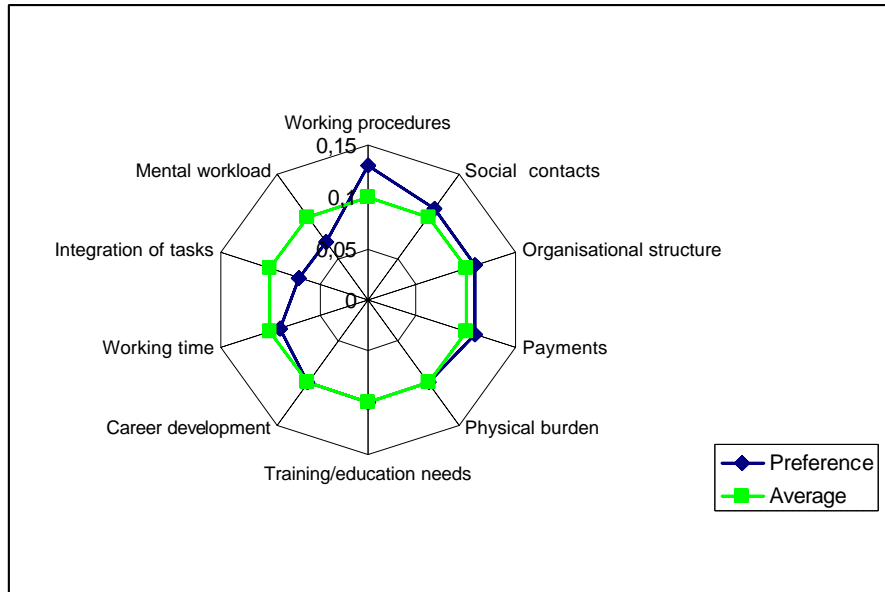 Working procedures
0,15
Mental workload
Social contacts
0,1
Integration of tasks
0,05
Organisational structure
0
Working time
Payments
Career development
Physical burden
Training/education needs
Preference
Average